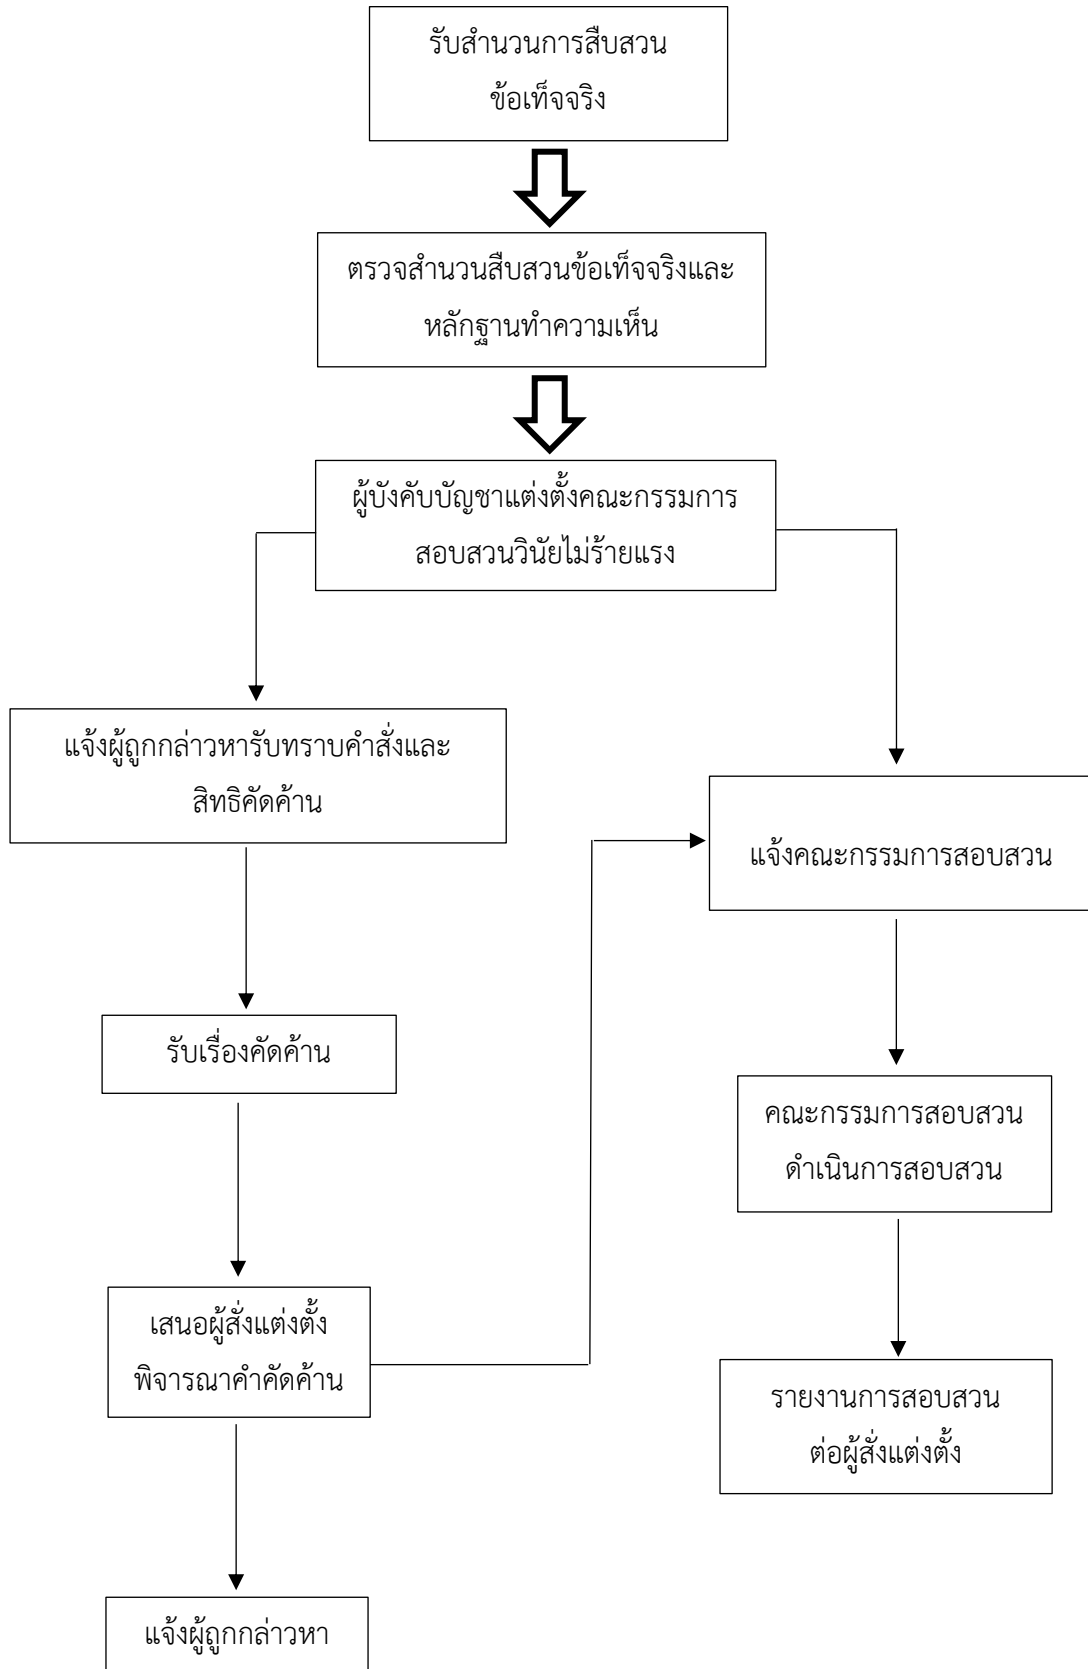 รับสำนวนการสืบสวน
ข้อเท็จจริง
ตรวจสำนวนสืบสวนข้อเท็จจริงและ
หลักฐานทำความเห็น
ผู้บังคับบัญชาแต่งตั้งคณะกรรมการ
สอบสวนวินัยไม่ร้ายแรง
แจ้งผู้ถูกกล่าวหารับทราบคำสั่งและ
สิทธิคัดค้าน
แจ้งคณะกรรมการสอบสวน
รับเรื่องคัดค้าน
คณะกรรมการสอบสวน
ดำเนินการสอบสวน
เสนอผู้สั่งแต่งตั้ง
พิจารณาคำคัดค้าน
รายงานการสอบสวน
ต่อผู้สั่งแต่งตั้ง
แจ้งผู้ถูกกล่าวหา